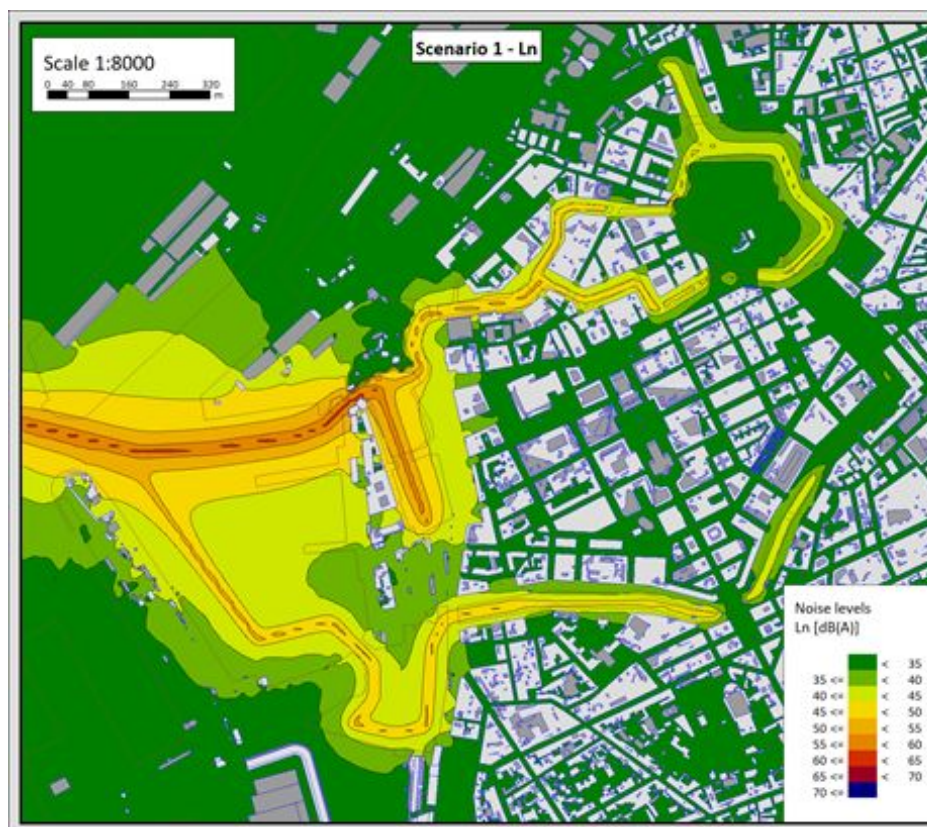 Scenario 1 - Ln
Scale 1:8000
0 40 80 160 240 320
m
Noise levels
Ln [dB(A)]
< 35
35 <= < 40
40 <= < 45
45 <= < 50
50 <= < 55
55 <= < 60
60 <= < 65
65 <= < 70
70 <=